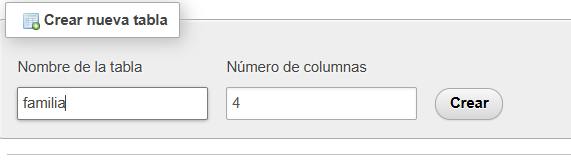 Crear nueva tabla
Nombre de la tabla Número de columnas
familia 4 Crear